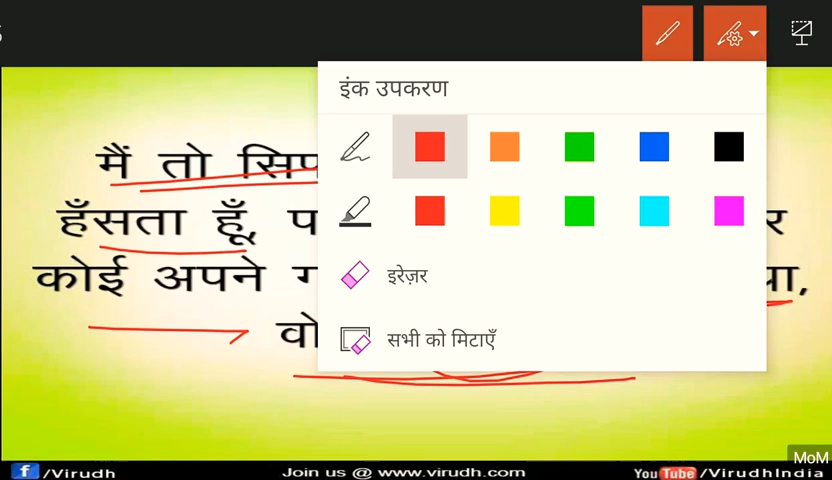 इंक उपकरण
मैं तो
हँसता हूँ,
कोई अपने
वो
इरेज़र
सभी को मिटाएँ
MoM
/Virudh
Join us @ www.virudh.com
YouTube /VirudhIndia